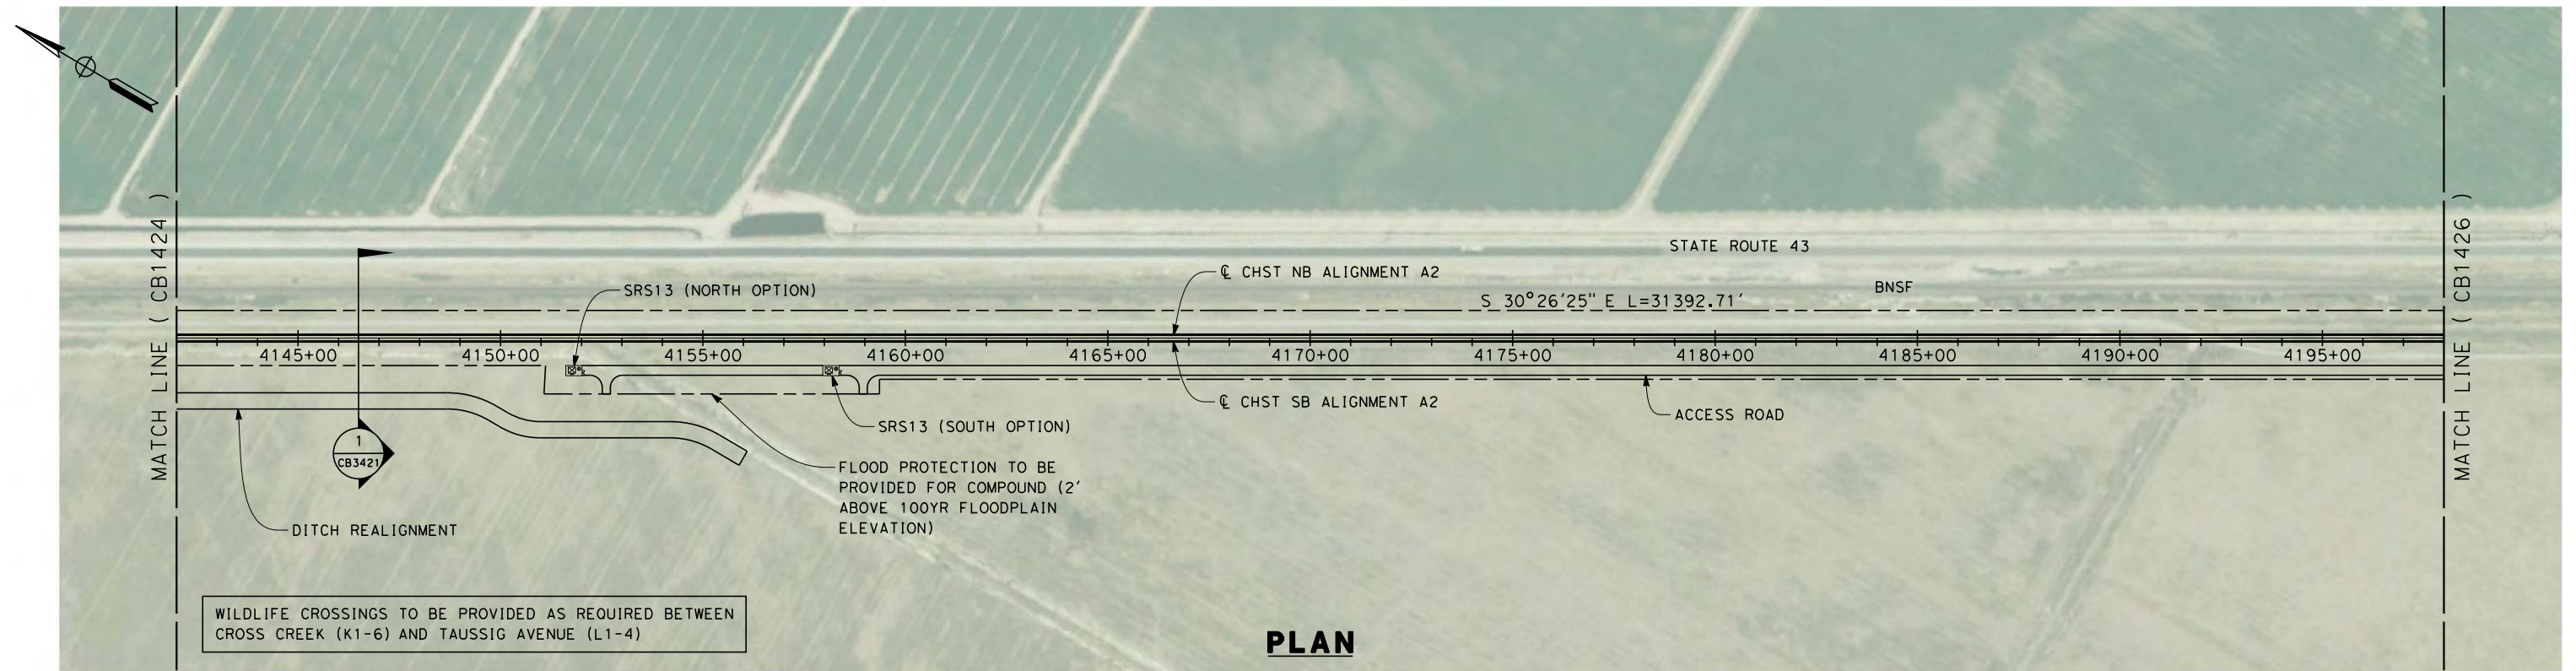 MATCH LINE ( CB1424 )
STATE ROUTE 43
℄ CHST NB ALIGNMENT A2
BNSF
SRS13 (NORTH OPTION)
S 30°26'25" E L=31392.71'
4145+00 4150+00 4155+00 4160+00 4165+00 4170+00 4175+00 4180+00 4185+00 4190+00 4195+00
℄ CHST SB ALIGNMENT A2
ACCESS ROAD
SRS13 (SOUTH OPTION)
1
CB3421
FLOOD PROTECTION TO BE
PROVIDED FOR COMPOUND (2'
ABOVE 100YR FLOODPLAIN
ELEVATION)
DITCH REALIGNMENT
WILDLIFE CROSSINGS TO BE PROVIDED AS REQUIRED BETWEEN
CROSS CREEK (K1-6) AND TAUSSIG AVENUE (L1-4)
PLAN
MATCH LINE ( CB1426 )